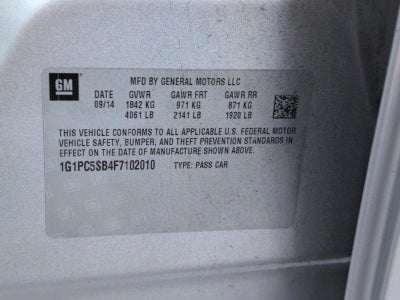 GM
MFD BY GENERAL MOTORS LLC
DATE GVWR GAWR FRT GAWR RR
09/14 1842 KG 971 KG 871 KG
4061 LB 2141 LB 1920 LB
THIS VEHICLE CONFORMS TO ALL APPLICABLE U.S. FEDERAL MOTOR
VEHICLE SAFETY, BUMPER, AND THEFT PREVENTION STANDARDS IN
EFFECT ON THE DATE OF MANUFACTURE SHOWN ABOVE.
1G1PC5SB4F7102010 TYPE: PASS CAR